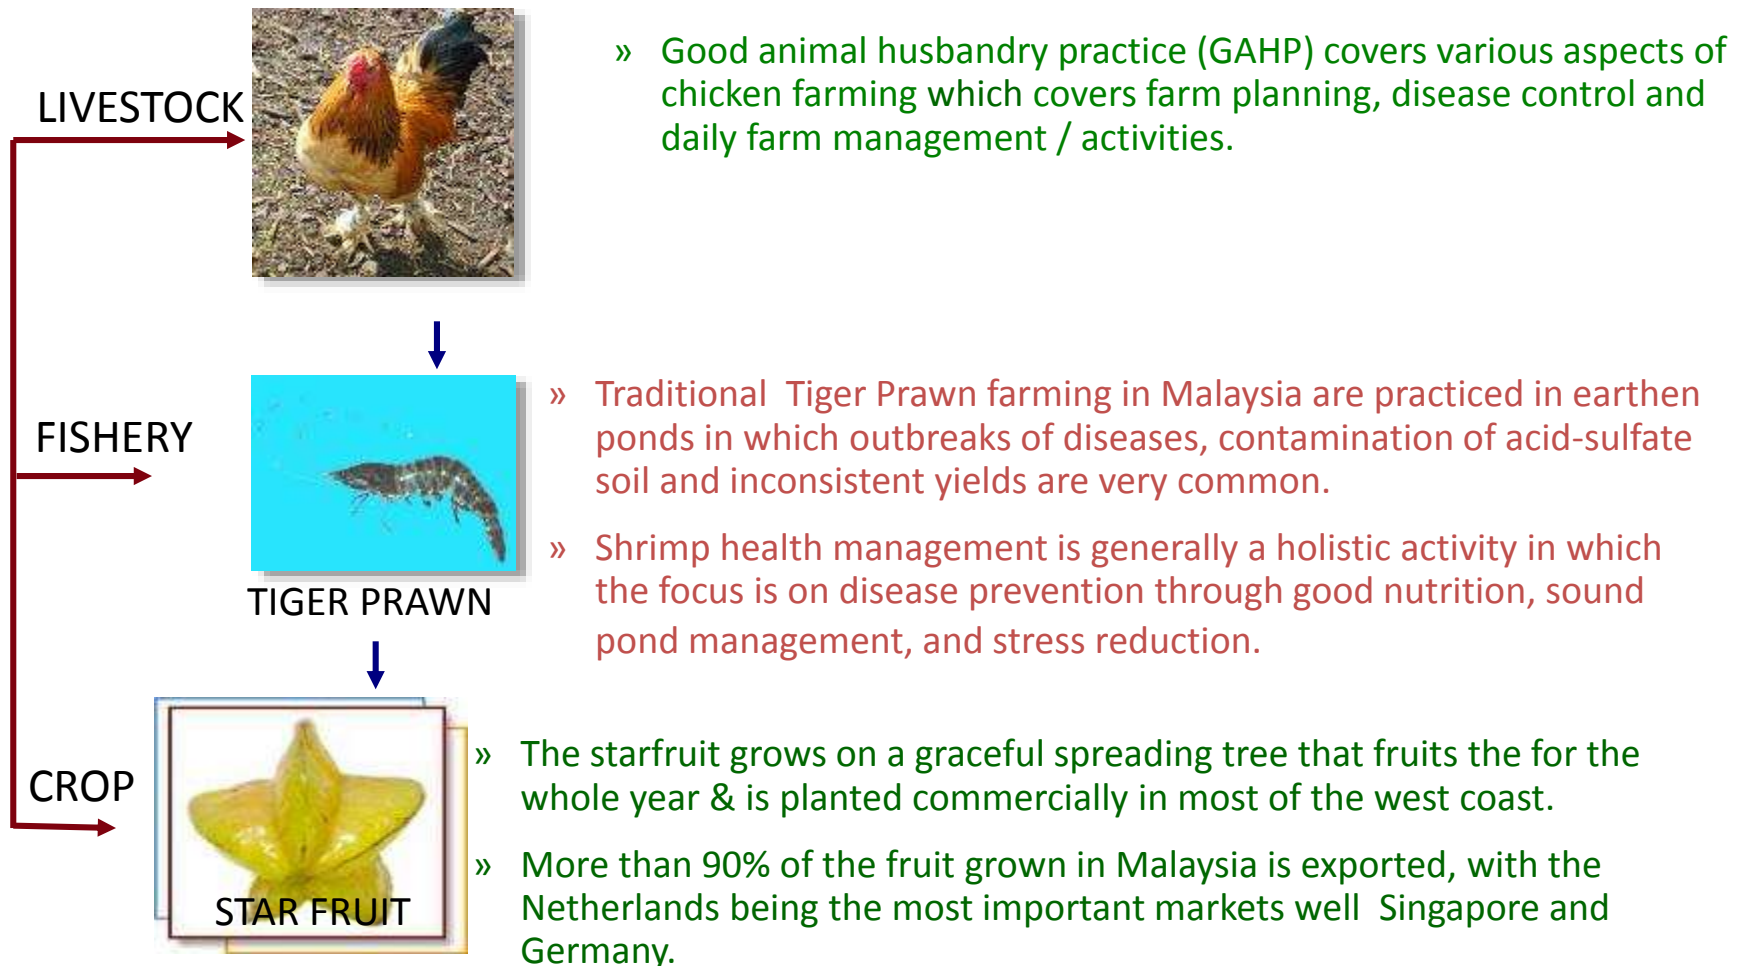 LIVESTOCK
» Good animal husbandry practice (GAHP) covers various aspects of
chicken farming which covers farm planning, disease control and
daily farm management / activities.
FISHERY
TIGER PRAWN
» Traditional  Tiger Prawn farming in Malaysia are practiced in earthen
ponds in which outbreaks of diseases, contamination of acid-sulfate
soil and inconsistent yields are very common.
» Shrimp health management is generally a holistic activity in which
the focus is on disease prevention through good nutrition, sound
pond management, and stress reduction.
CROP
STAR FRUIT
» The starfruit grows on a graceful spreading tree that fruits the for the
whole year & is planted commercially in most of the west coast.
» More than 90% of the fruit grown in Malaysia is exported, with the
Netherlands being the most important markets well  Singapore and
Germany.